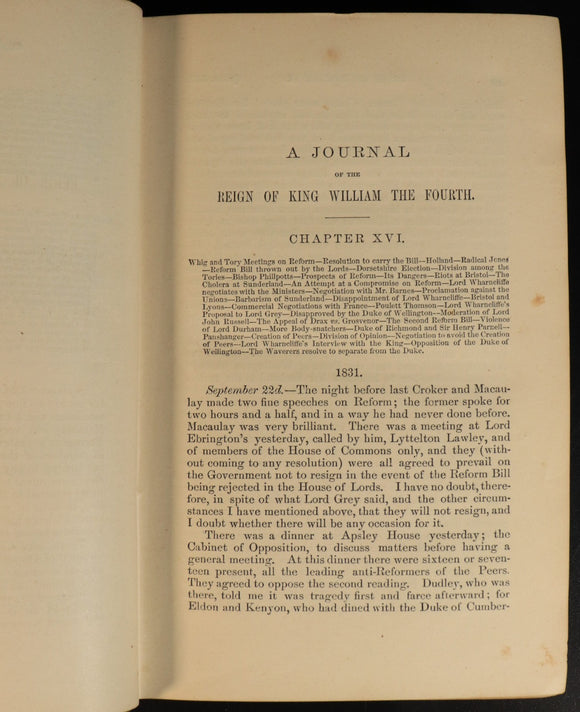 A JOURNAL
OF THE
REIGN OF KING WILLIAM THE FOURTH.
CHAPTER XVI.
Whig and Tory Meetings on Reform—Resolution to carry the Bill—Holland—Radical Jones
—Reform Bill thrown out by the Lords—Dorsetshire Election—Division among the
Tories—Bishop Phillpotts—Prospects of Reform—Its Dangers—Riots at Bristol—The
Cholera at Sunderland—An Attempt at a Compromise on Reform—Lord Wharncliffe
negotiates with the Ministers—Negotiation with Mr. Barnes—Proclamation against the
Unions—Barbarism of Sunderland—Disappointment of Lord Wharncliffe—Bristol and
Lyons—Commercial Negotiations with France—Poulett Thomson—Lord Wharncliffe's
Proposal to Lord Grey—Disapproved by the Duke of Wellington—Moderation of Lord
John Russell—The Appeal of Drax vs. Grosvenor—The Second Reform Bill—Violence
of Lord Durham—More Body-snatchers—Duke of Richmond and Sir Henry Parnell—
Panshanger—Creation of Peers—Division of Opinion—Negotiation to avoid the Creation
of Peers—Lord Wharncliffe's Interview with the King—Opposition of the Duke of
Wellington—The Waverers resolve to separate from the Duke.
1831.
September 22d.—The night before last Croker and Macau-
lay made two fine speeches on Reform; the former spoke for
two hours and a half, and in a way he had never done before.
Macaulay was very brilliant. There was a meeting at Lord
Ebrington's yesterday, called by him, Lyttelton Lawley, and
of members of the House of Commons only, and they (with-
out coming to any resolution) were all agreed to prevail on
the Government not to resign in the event of the Reform Bill
being rejected in the House of Lords. I have no doubt, there-
fore, in spite of what Lord Grey said, and the other circum-
stances I have mentioned above, that they will not resign, and
I doubt whether there will be any occasion for it.
There was a dinner at Apsley House yesterday; the
Cabinet of Opposition, to discuss matters before having a
general meeting. At this dinner there were sixteen or seven-
teen present, all the leading anti-Reformers of the Peers.
They agreed to oppose the second reading. Dudley, who was
there, told me it was tragedy first and farce afterward; for
Eldon and Kenyon, who had dined with the Duke of Cumber-